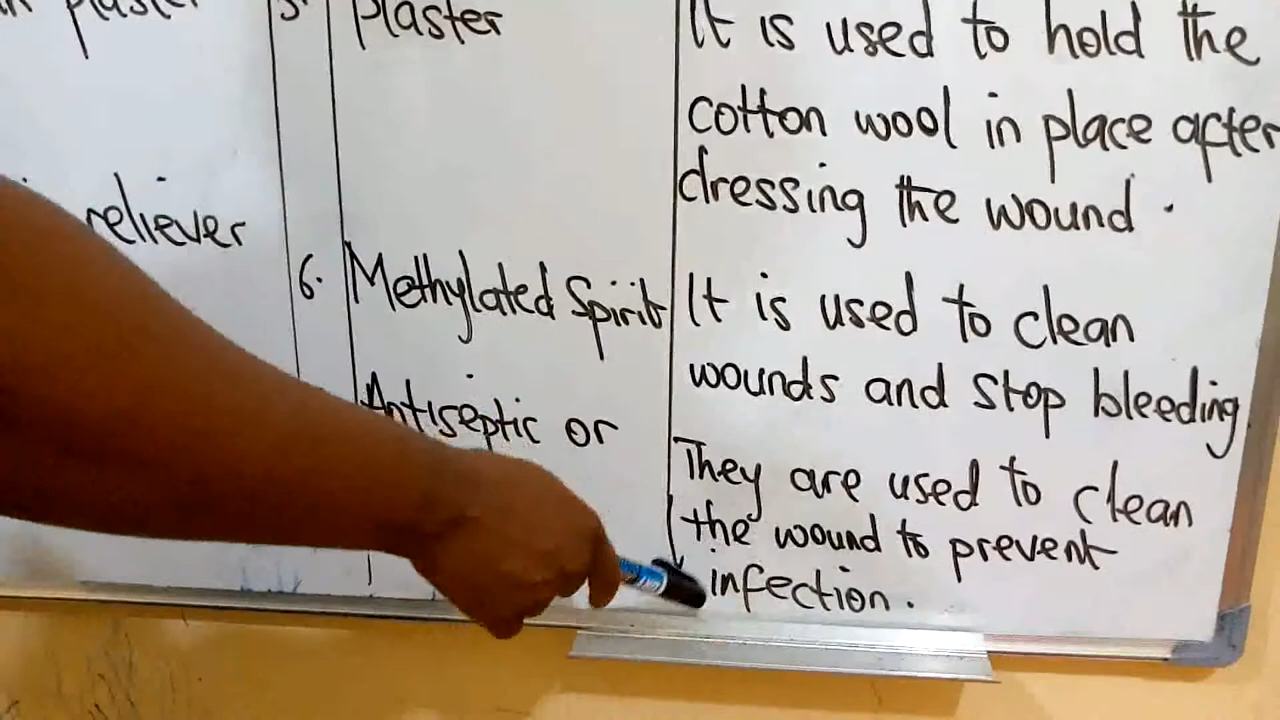 plaster
5. Plaster
It is used to hold the
cotton wool in place after
dressing the wound.
reliever
6. Methylated Spirit
It is used to clean
wounds and stop bleeding
Antiseptic or
They are used to clean
the wound to prevent
infection.